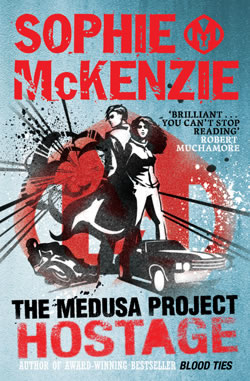 SOPHIE
McKENZIE
'BRILLIANT . . .
YOU CAN'T STOP
READING'
ROBERT
MUCHAMORE
THE MEDUSA PROJECT
HOSTAGE
AUTHOR OF AWARD-WINNING BESTSELLER BLOOD TIES